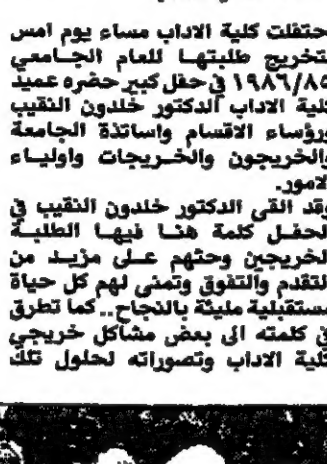 احتفلت كلية الاداب مساء يوم امس
بتخريج طلبتها للعام الجامعي
١٩٨٦/٨٥ في حفل كبير حضره عميد
كلية الاداب الدكتور خلدون النقيب
ورؤساء الاقسام واساتذة الجامعة
والخريجون والخريجات واولياء
الامور.
وقد القى الدكتور خلدون النقيب في
الحفل كلمة هنا فيها الطلبة
الخريجين وحثهم على مزيد من
التقدم والتفوق وتمنى لهم كل حياة
مستقبلية مليئة بالنجاح.. كما تطرق
في كلمته الى بعض مشاكل خريجي
كلية الاداب وتصوراته لحلول تلك